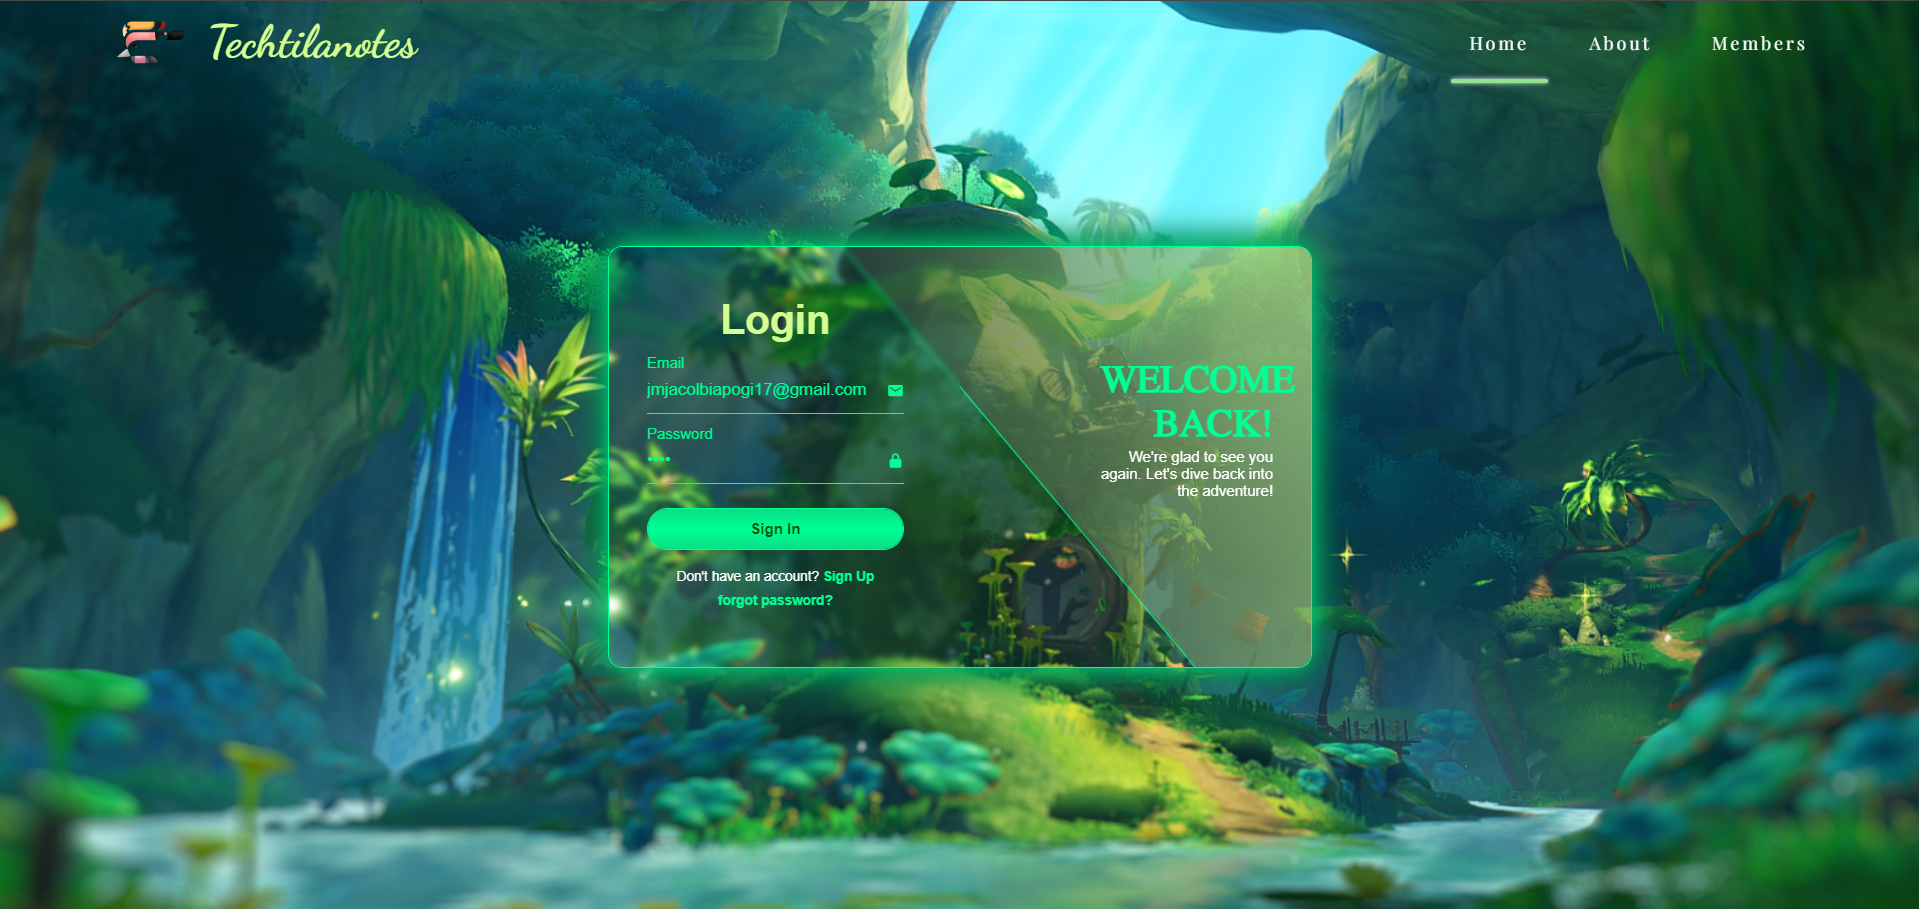 Techtilanotes
Home About Members
Login
Email
jmjacolbiapogi17@gmail.com
Password
••••
Sign In
Don't have an account? Sign Up
forgot password?
WELCOME
BACK!
We're glad to see you
again. Let's dive back into
the adventure!